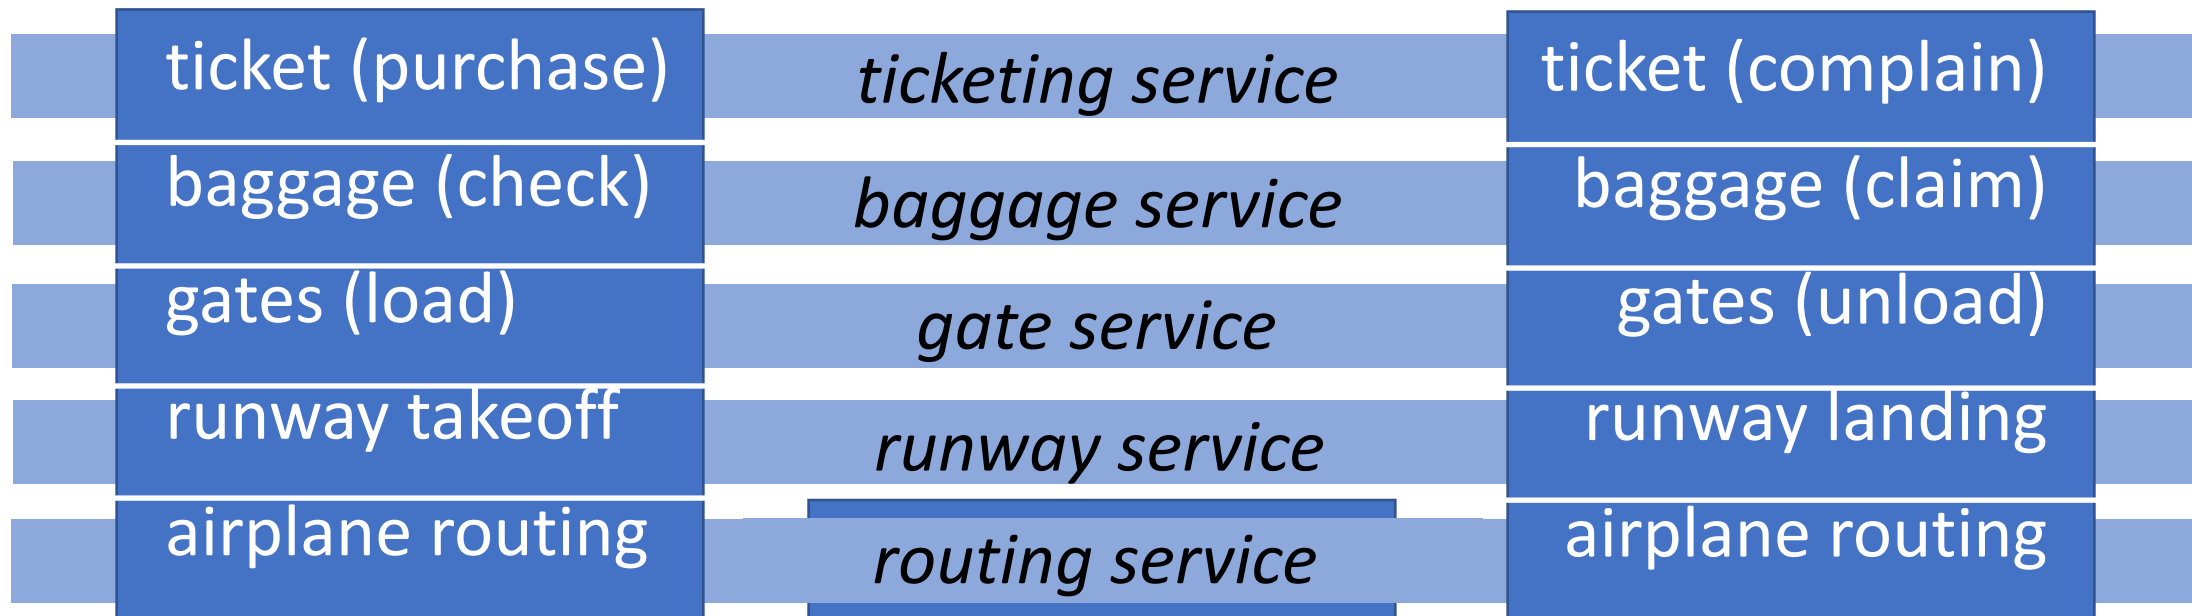 ticket (purchase) ticketing service ticket (complain)
baggage (check) baggage service baggage (claim)
gates (load) gate service gates (unload)
runway takeoff runway service runway landing
airplane routing routing service airplane routing